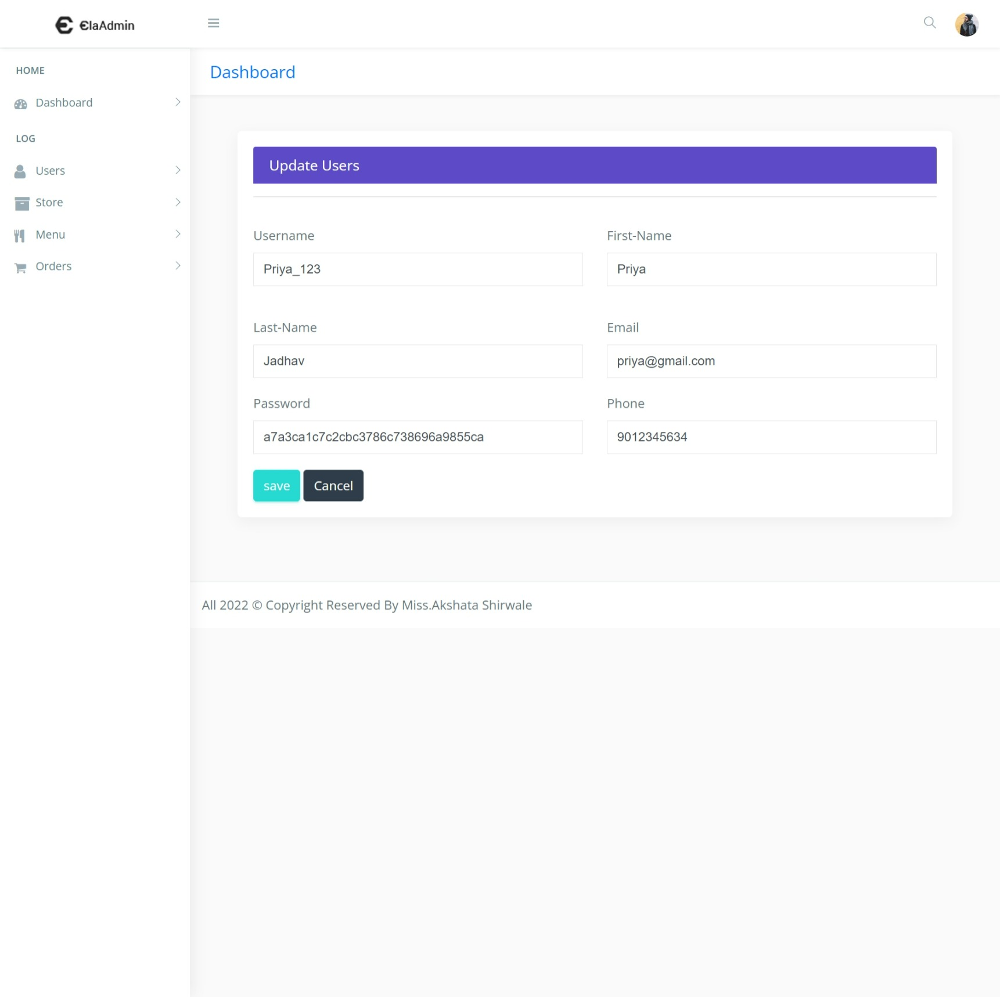 ElaAdmin
HOME
Dashboard
LOG
Users
Store
Menu
Orders
Dashboard
Update Users
Username
First-Name
Priya_123
Priya
Last-Name
Email
Jadhav
priya@gmail.com
Password
Phone
a7a3ca1c7c2cbc3786c738696a9855ca
9012345634
save
Cancel
All 2022 © Copyright Reserved By Miss.Akshata Shirwale